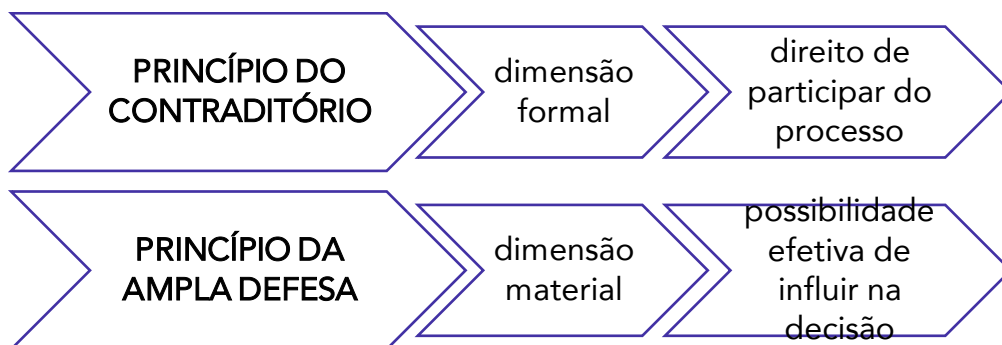 PRINCÍPIO DO
CONTRADITÓRIO
dimensão
formal
direito de
participar do
processo
PRINCÍPIO DA
AMPLA DEFESA
dimensão
material
possibilidade
efetiva de
influir na
decisão